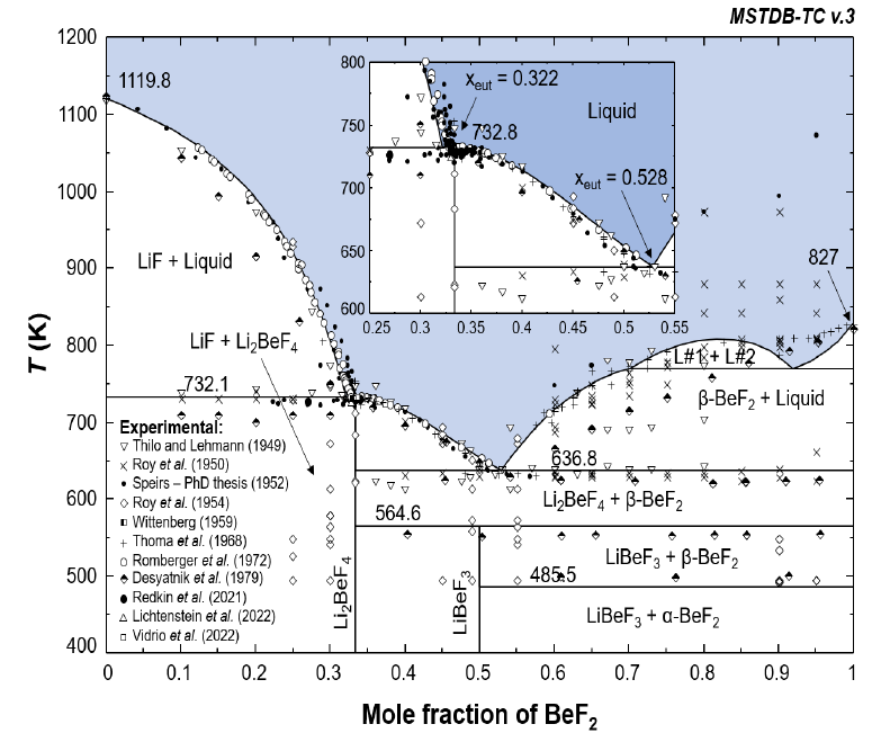 MSTDB-TC v.3
1200
1100
1000
900
800
700
600
500
400
T (K)
1119.8
LiF + Liquid
LiF + Li₂BeF₄
732.1
800
750
700
650
600
0.25
0.3
0.35
0.4
0.45
0.5
0.55
x_eut = 0.322
732.8
Liquid
x_eut = 0.528
827
L#1 + L#2
β-BeF₂ + Liquid
636.8
Li₂BeF₄ + β-BeF₂
564.6
LiBeF₃ + β-BeF₂
485.5
LiBeF₃ + α-BeF₂
Li₂BeF₄
LiBeF₃
Experimental:
▽ Thilo and Lehmann (1949)
× Roy et al. (1950)
• Speirs – PhD thesis (1952)
◇ Roy et al. (1954)
Wittenberg (1959)
+ Thoma et al. (1968)
○ Romberger et al. (1972)
Desyatnik et al. (1979)
● Redkin et al. (2021)
△ Lichtenstein et al. (2022)
□ Vidrio et al. (2022)
0
0.1
0.2
0.3
0.4
0.5
0.6
0.7
0.8
0.9
1
Mole fraction of BeF₂